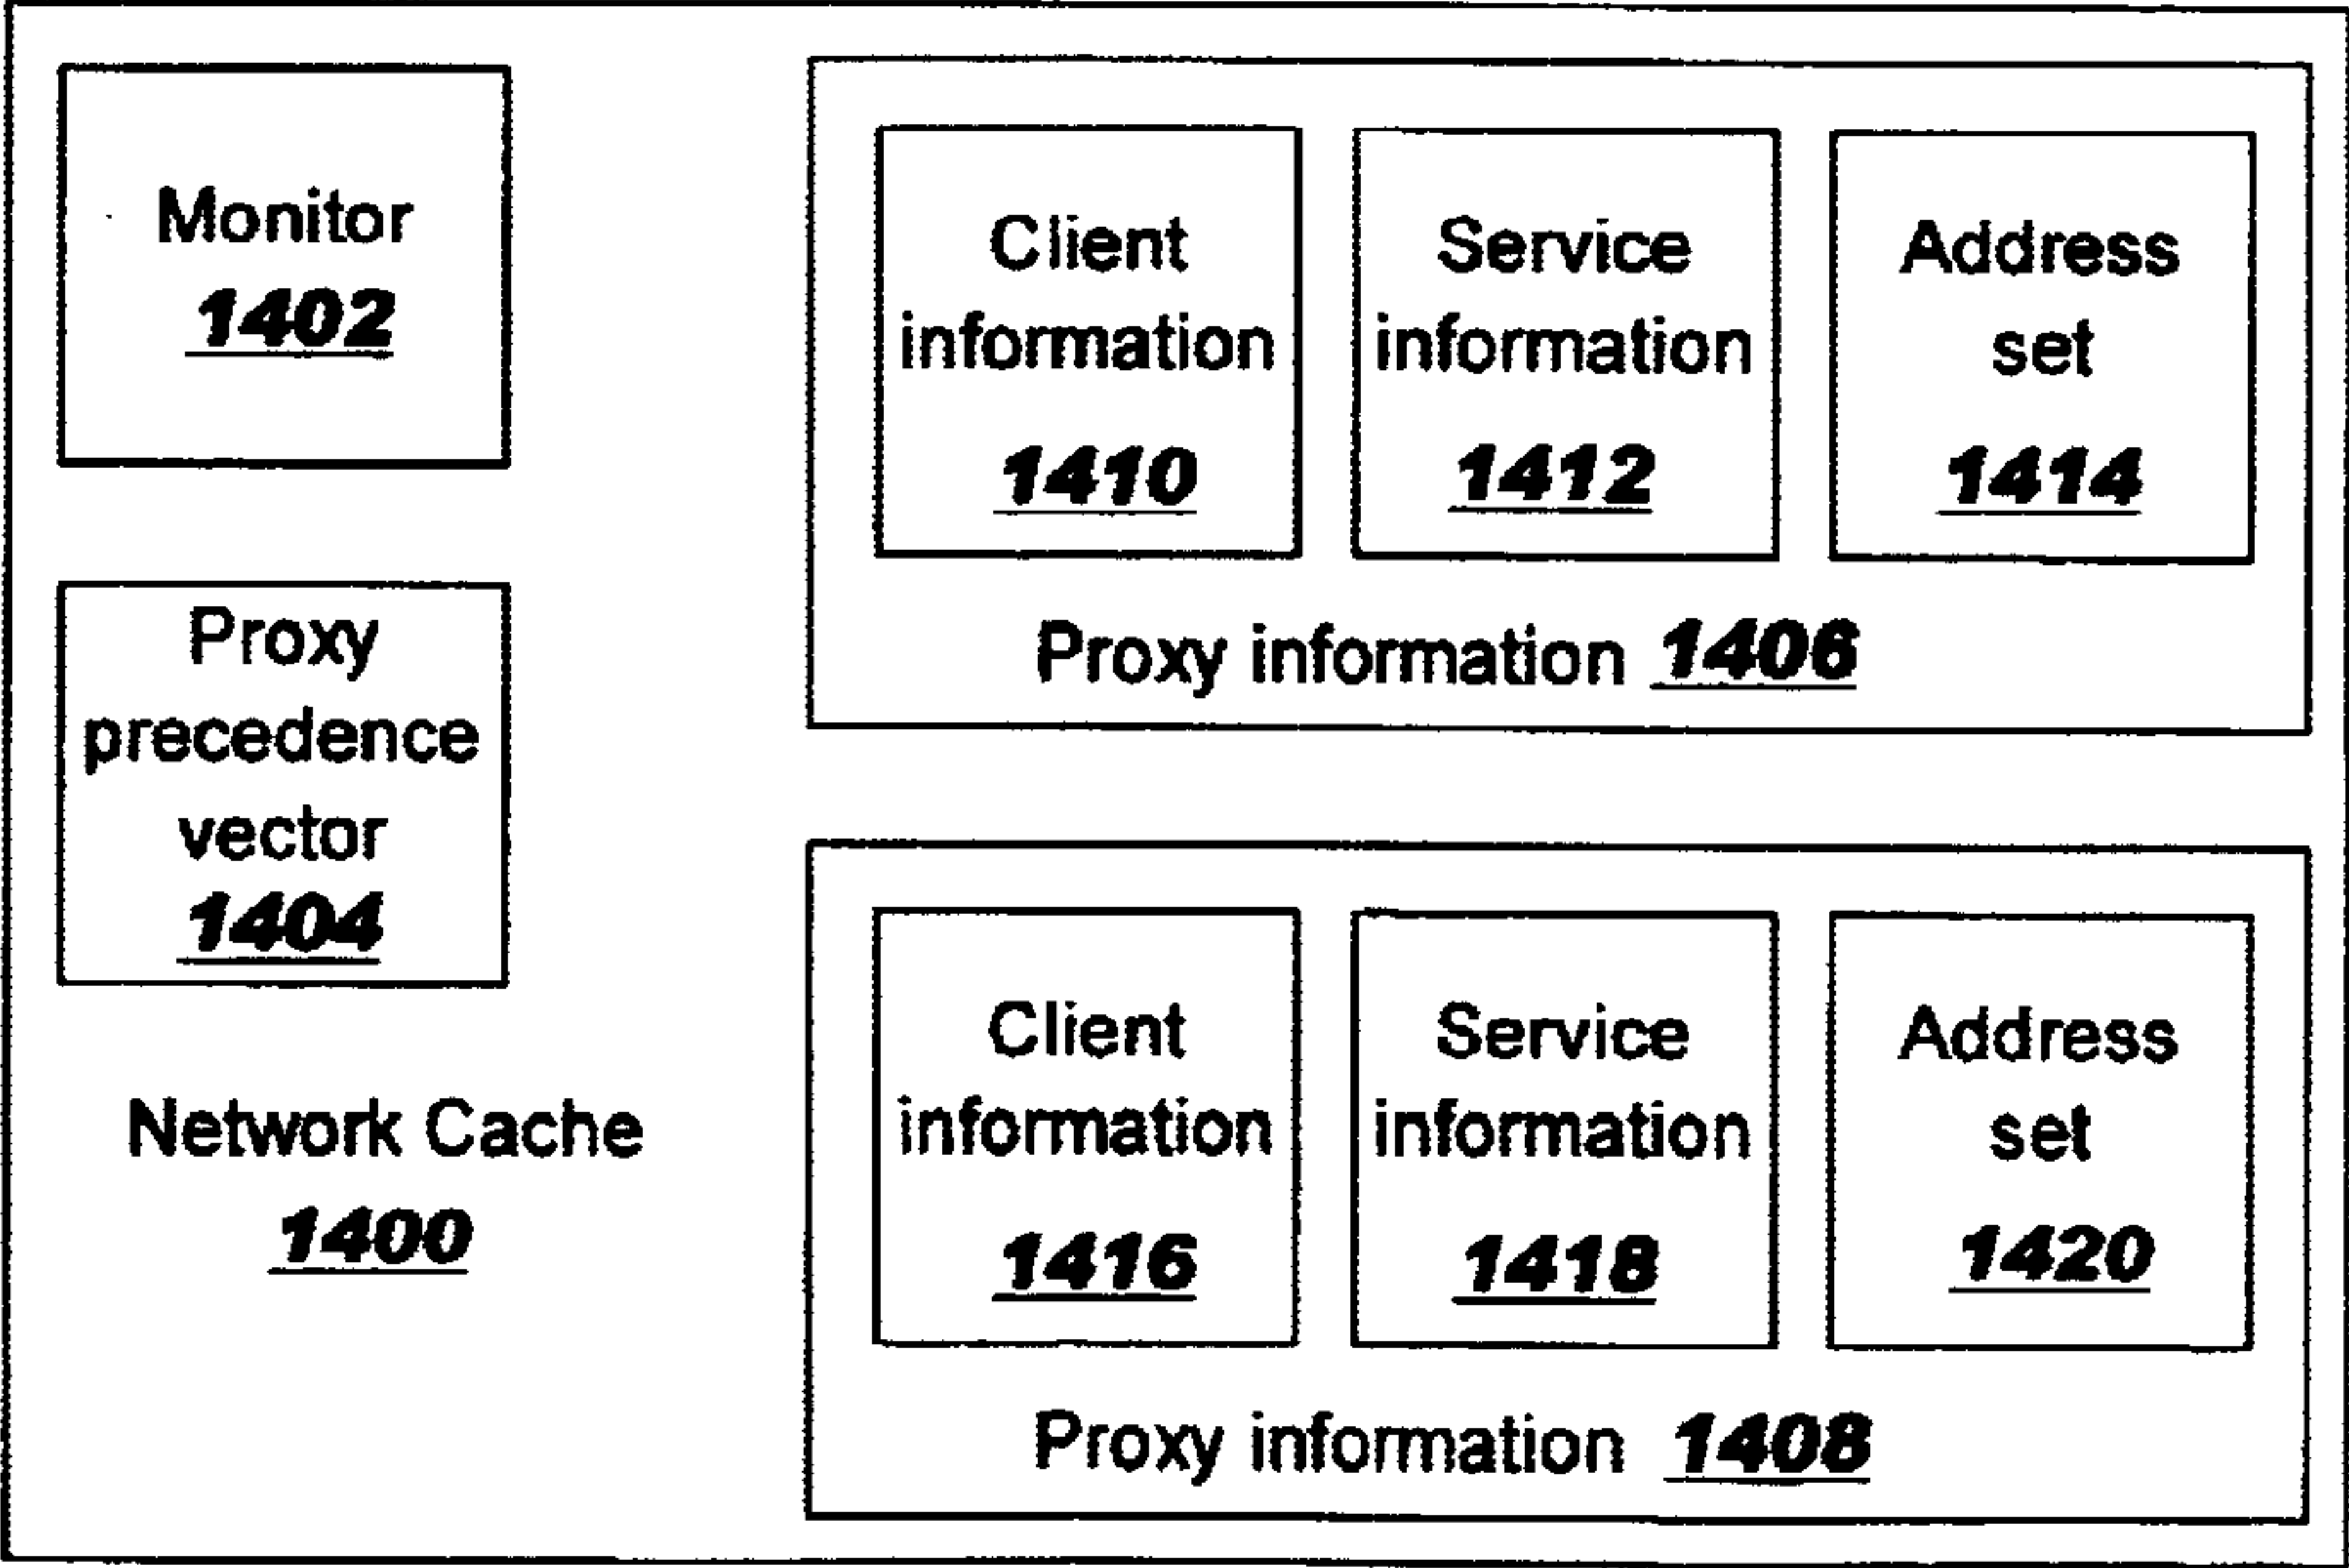 Monitor
1402
Proxy
precedence
vector
1404
Network Cache
1400
Client
information
1410
Service
information
1412
Address
set
1414
Proxy information 1406
Client
information
1416
Service
information
1418
Address
set
1420
Proxy information 1408